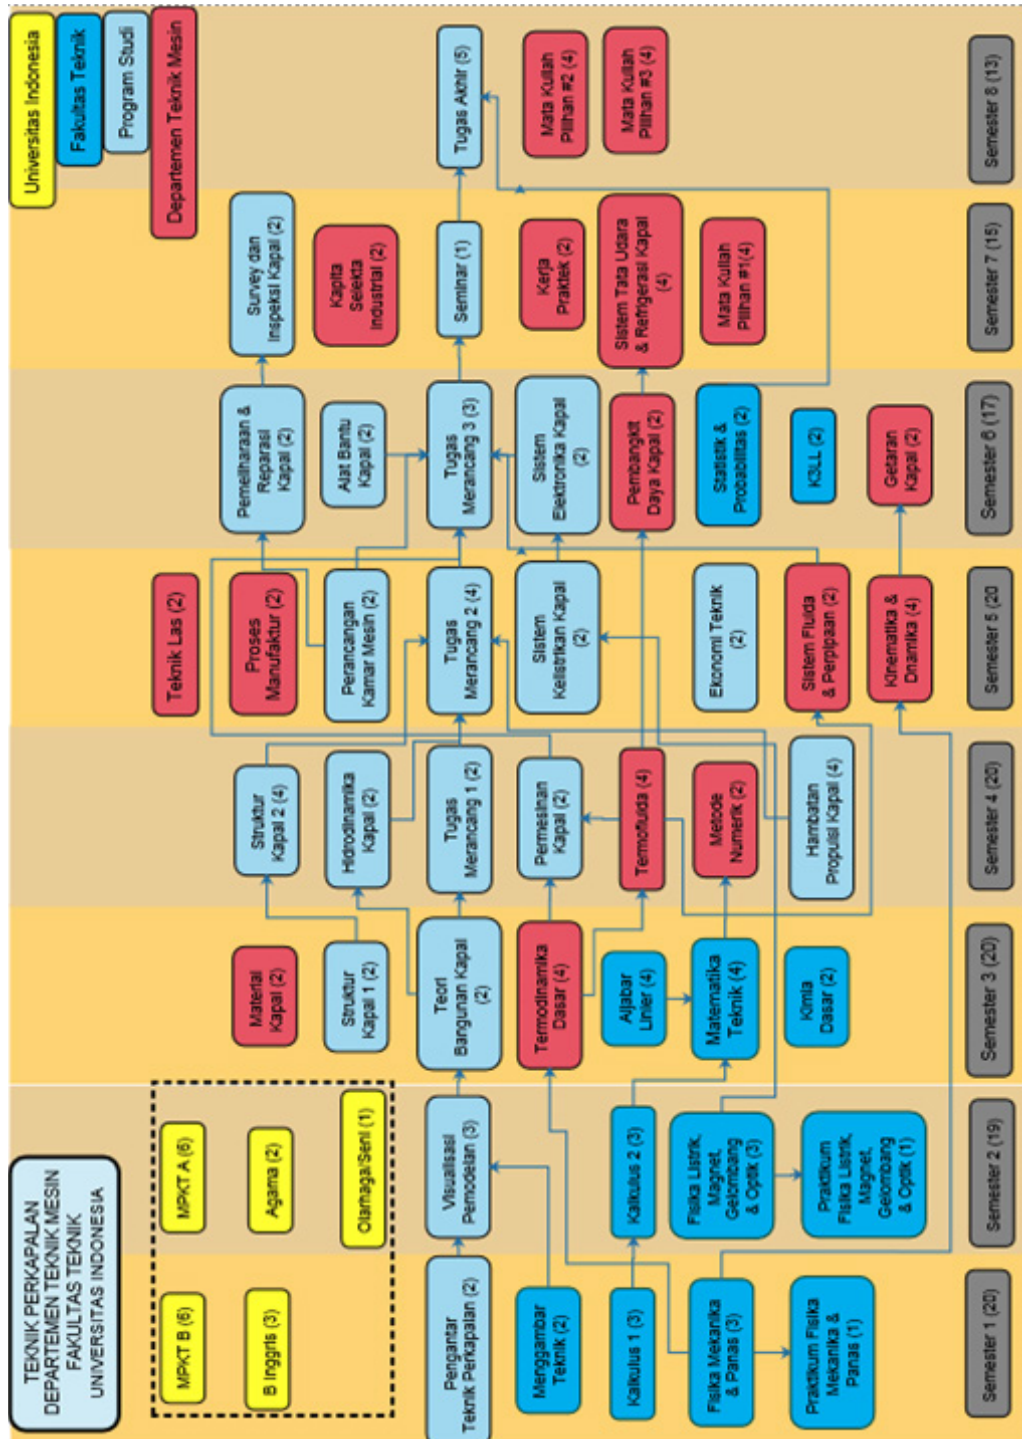 TEKNIK PERKAPALAN
DEPARTEMEN TEKNIK MESIN
FAKULTAS TEKNIK
UNIVERSITAS INDONESIA
Universitas Indonesia
Fakultas Teknik
Program Studi
Departemen Teknik Mesin
MPKT B (6)
B Inggris (3)
Pengantar
Teknik Perkapalan (2)
Menggambar
Teknik (2)
Kalkulus 1 (3)
Fisika Mekanika
& Panas (3)
Praktikum Fisika
Mekanika &
Panas (1)
Semester 1 (20)
MPKT A (6)
Agama (2)
Olarhaga/Seni (1)
Visualisasi
Pemodelan (3)
Kalkulus 2 (3)
Fisika Listrik,
Magnet,
Gelombang
& Optik (3)
Praktikum
Fisika Listrik,
Magnet,
Gelombang
& Optik (1)
Semester 2 (19)
Material
Kapal (2)
Struktur
Kapal 1 (2)
Teori
Bangunan Kapal
(2)
Termodinamika
Dasar (4)
Aljabar
Linier (4)
Matematika
Teknik (4)
Kimia
Dasar (2)
Semester 3 (20)
Struktur
Kapal 2 (4)
Hidrodinamika
Kapal (2)
Tugas
Merancang 1 (2)
Permesinan
Kapal (2)
Termofluida (4)
Metode
Numerik (2)
Hambatan
Propulsi Kapal (4)
Semester 4 (20)
Teknik Las (2)
Proses
Manufaktur (2)
Perancangan
Kamar Mesin (2)
Tugas
Merancang 2 (4)
Sistem
Kelistrikan Kapal
(2)
Ekonomi Teknik
(2)
Sistem Fluida
& Perpipaan (2)
Kinematika &
Dnamika (4)
Semester 5 (20
Pemeliharaan &
Reparasi
Kapal (2)
Alat Bantu
Kapal (2)
Tugas
Merancang 3 (3)
Sistem
Elektronika Kapal
(2)
Pembangkit
Daya Kapal (2)
Statistik &
Probabilitas (2)
K3LL (2)
Getaran
Kapal (2)
Semester 6 (17)
Survey dan
Inspeksi Kapal (2)
Kapita
Selekta
Industrial (2)
Seminar (1)
Kerja
Praktek (2)
Sistem Tata Udara
& Refrigerasi Kapal
(4)
Mata Kuliah
Pilihan #1(4)
Semester 7 (15)
Tugas Akhir (5)
Mata Kuliah
Pilihan #2 (4)
Mata Kuliah
Pilihan #3 (4)
Semester 8 (13)